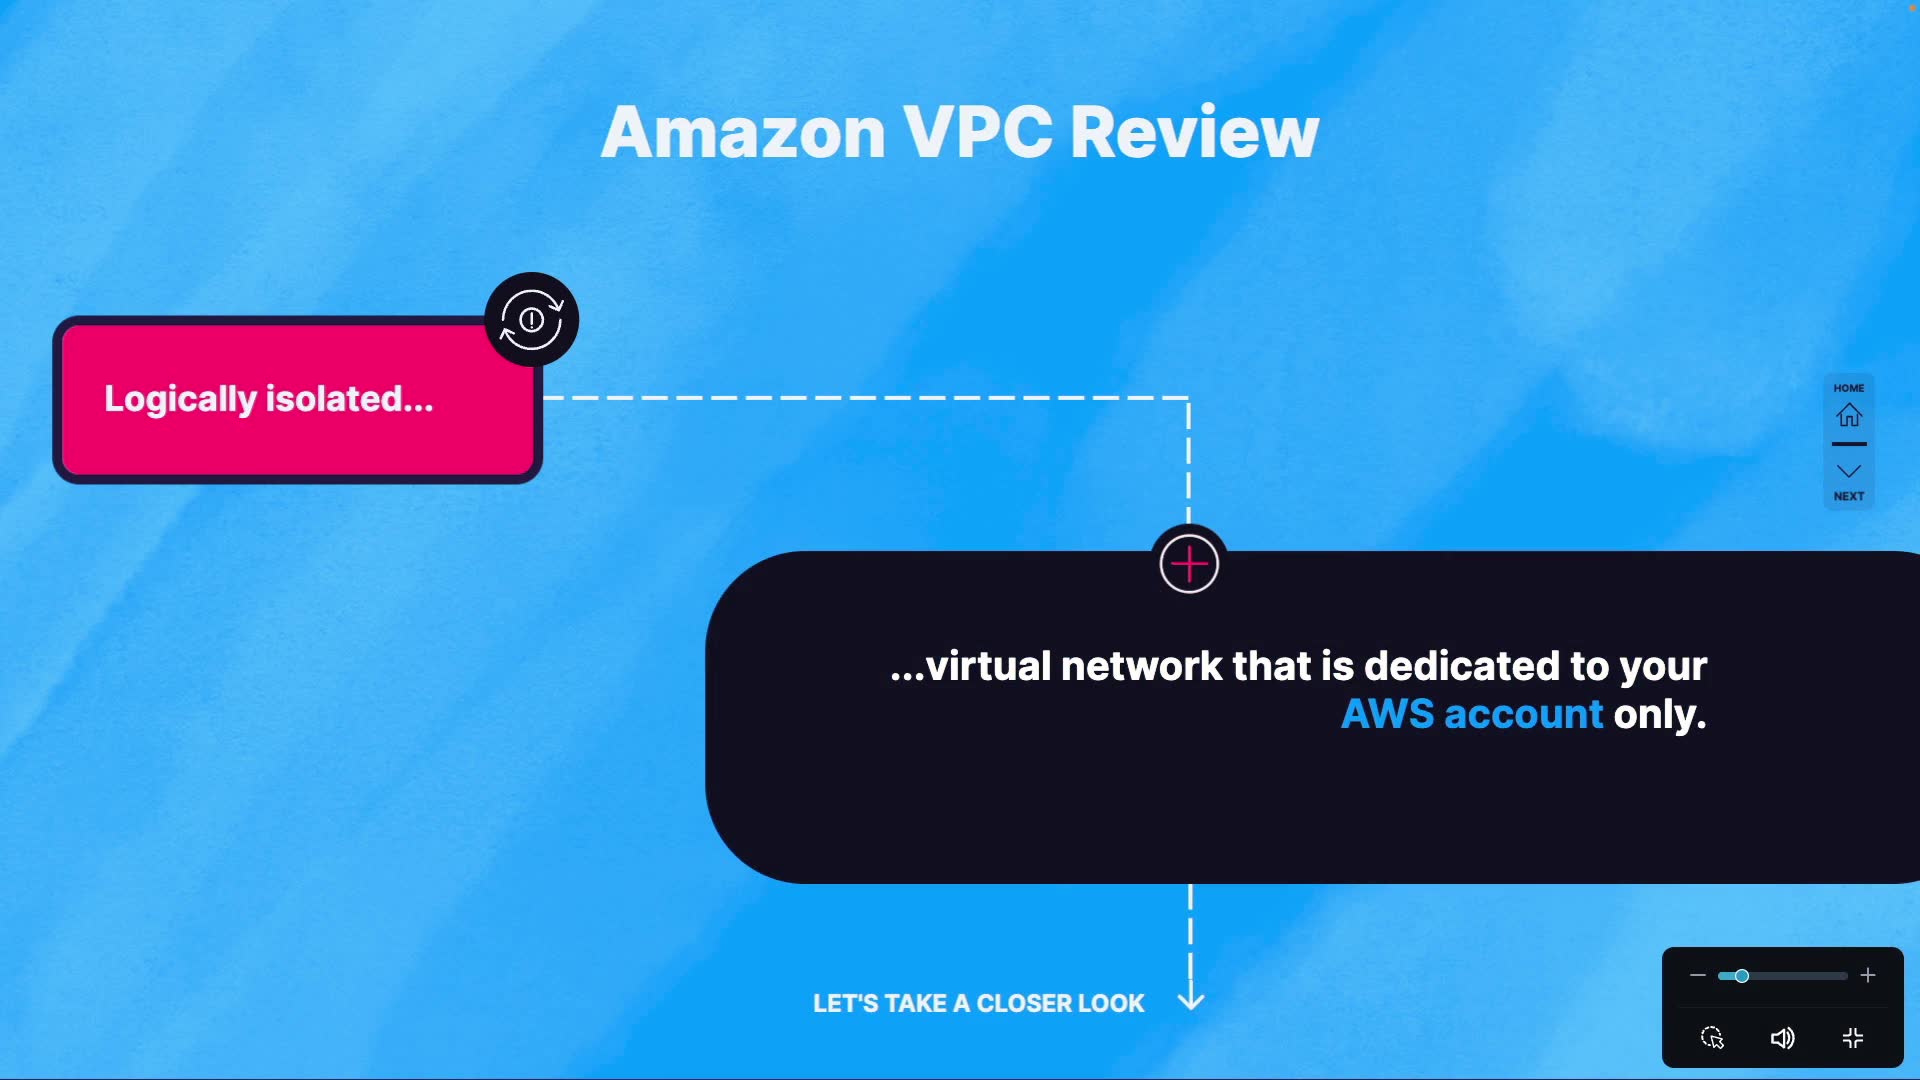 Amazon VPC Review
Logically isolated...
HOME
NEXT
...virtual network that is dedicated to your
AWS account only.
LET'S TAKE A CLOSER LOOK